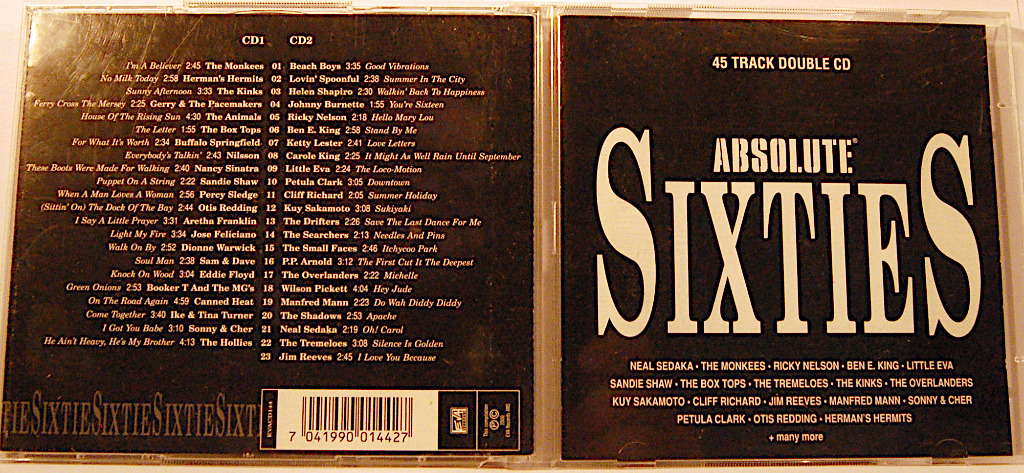 CD1 CD2
I'm A Believer 2:45 The Monkees 01 Beach Boys 3:35 Good Vibrations
No Milk Today 2:58 Herman's Hermits 02 Lovin' Spoonful 2:38 Summer In The City
Sunny Afternoon 3:33 The Kinks 03 Helen Shapiro 2:30 Walkin' Back To Happiness
Ferry Cross The Mersey 2:25 Gerry & The Pacemakers 04 Johnny Burnette 1:55 You're Sixteen
House Of The Rising Sun 4:30 The Animals 05 Ricky Nelson 2:18 Hello Mary Lou
The Letter 1:55 The Box Tops 06 Ben E. King 2:58 Stand By Me
For What It's Worth 2:34 Buffalo Springfield 07 Ketty Lester 2:41 Love Letters
Everybody's Talkin' 2:43 Nilsson 08 Carole King 2:25 It Might As Well Rain Until September
These Boots Were Made For Walking 2:40 Nancy Sinatra 09 Little Eva 2:24 The Loco-Motion
Puppet On A String 2:22 Sandie Shaw 10 Petula Clark 3:05 Downtown
When A Man Loves A Woman 2:56 Percy Sledge 11 Cliff Richard 2:05 Summer Holiday
(Sittin' On) The Dock Of The Bay 2:44 Otis Redding 12 Kuy Sakamoto 3:08 Sukiyaki
I Say A Little Prayer 3:31 Aretha Franklin 13 The Drifters 2:26 Save The Last Dance For Me
Light My Fire 3:34 Jose Feliciano 14 The Searchers 2:13 Needles And Pins
Walk On By 2:52 Dionne Warwick 15 The Small Faces 2:46 Itchycoo Park
Soul Man 2:38 Sam & Dave 16 P.P. Arnold 3:12 The First Cut It The Deepest
Knock On Wood 3:04 Eddie Floyd 17 The Overlanders 2:22 Michelle
Green Onions 2:53 Booker T And The MG's 18 Wilson Pickett 4:04 Hey Jude
On The Road Again 4:59 Canned Heat 19 Manfred Mann 2:23 Do Wah Diddy Diddy
Come Together 3:40 Ike & Tina Turner 20 The Shadows 2:53 Apache
I Got You Babe 3:10 Sonny & Cher 21 Neal Sedaka 2:19 Oh! Carol
He Ain't Heavy, He's My Brother 4:13 The Hollies 22 The Tremeloes 3:08 Silence Is Golden
23 Jim Reeves 2:45 I Love You Because
TIE SIXTIE SIXTIE SIXTIE SIXT
EVACD144
7 041990 014427
EVA
45 TRACK DOUBLE CD
ABSOLUTE
SIXTIES
NEAL SEDAKA • THE MONKEES • RICKY NELSON • BEN E. KING • LITTLE EVA
SANDIE SHAW • THE BOX TOPS • THE TREMELOES • THE KINKS • THE OVERLANDERS
KUY SAKAMOTO • CLIFF RICHARD • JIM REEVES • MANFRED MANN • SONNY & CHER
PETULA CLARK • OTIS REDDING • HERMAN'S HERMITS
+ many more